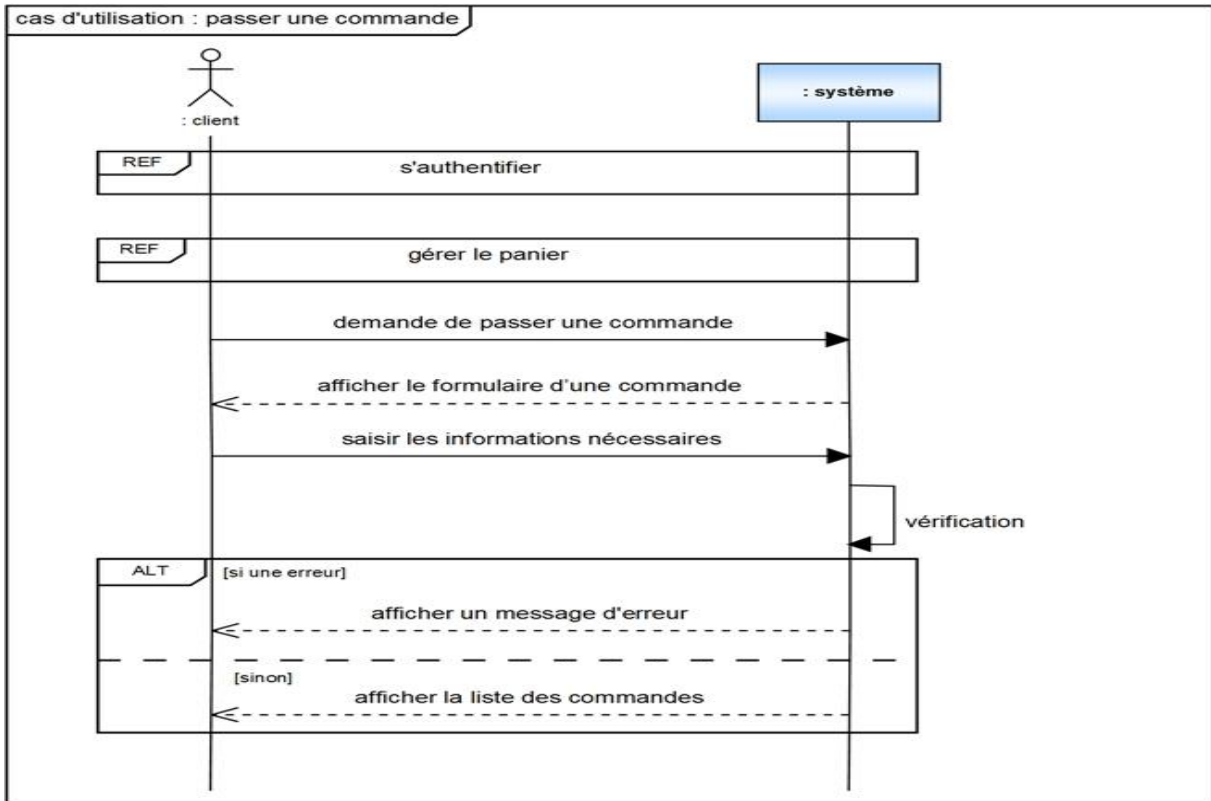 cas d'utilisation : passer une commande
: client
: système
REF
s'authentifier
REF
gérer le panier
demande de passer une commande
afficher le formulaire d'une commande
saisir les informations nécessaires
vérification
ALT
[si une erreur]
afficher un message d'erreur
[sinon]
afficher la liste des commandes